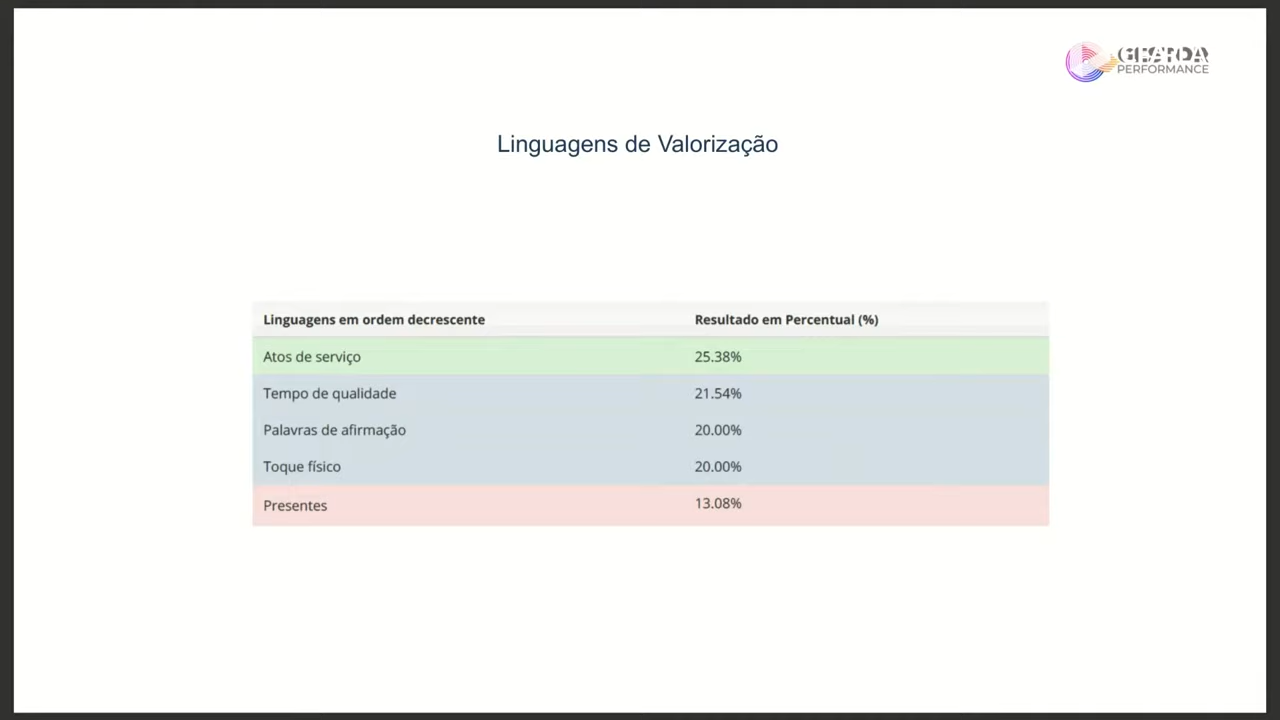 PERFORMANCE
Linguagens de Valorização
Linguagens em ordem decrescente Resultado em Percentual (%)
Atos de serviço 25.38%
Tempo de qualidade 21.54%
Palavras de afirmação 20.00%
Toque físico 20.00%
Presentes 13.08%